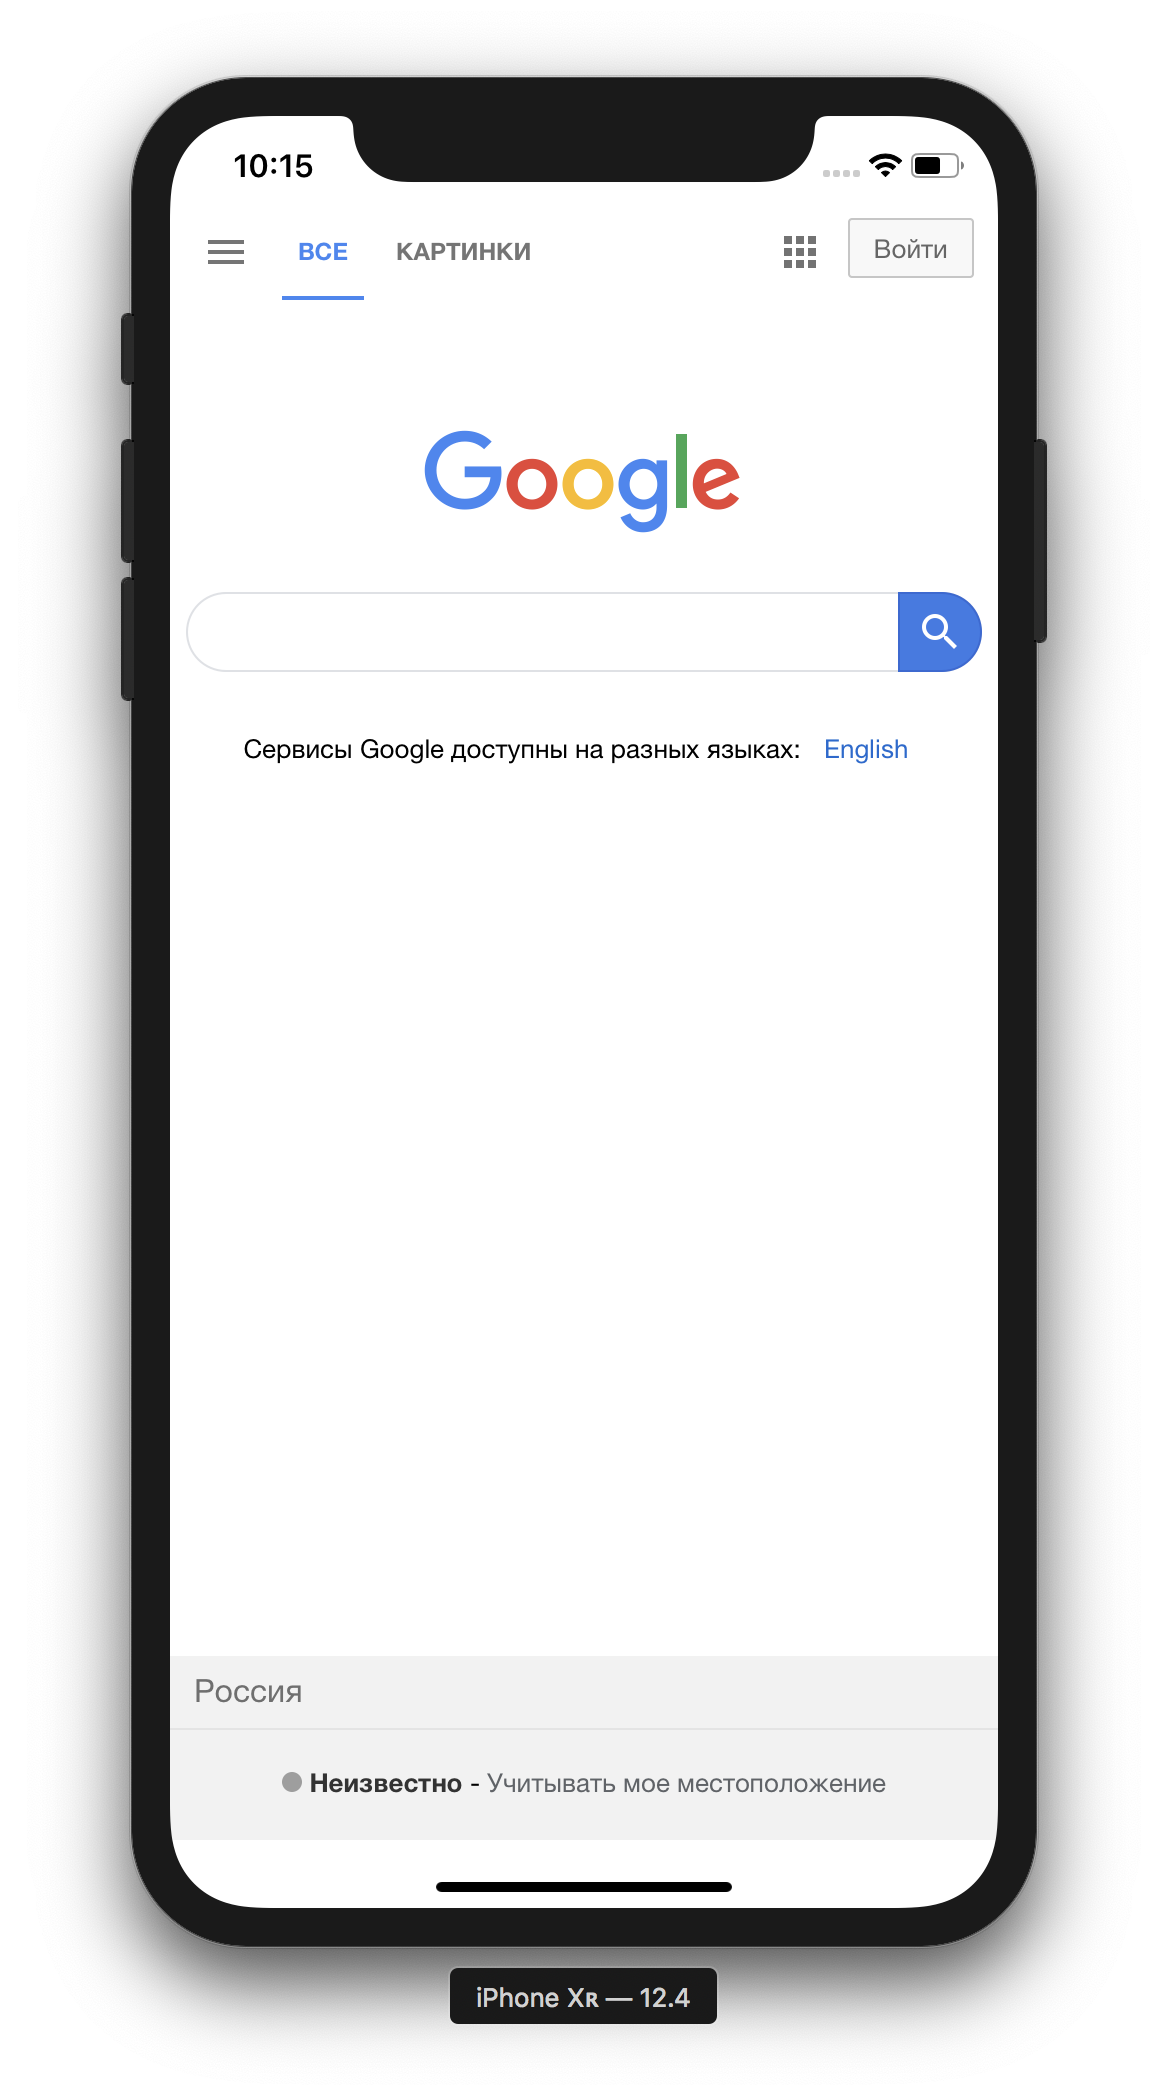 10:15
ВСЕ КАРТИНКИ Войти
Google
Сервисы Google доступны на разных языках: English
Россия
Неизвестно - Учитывать мое местоположение
iPhone Xʀ — 12.4